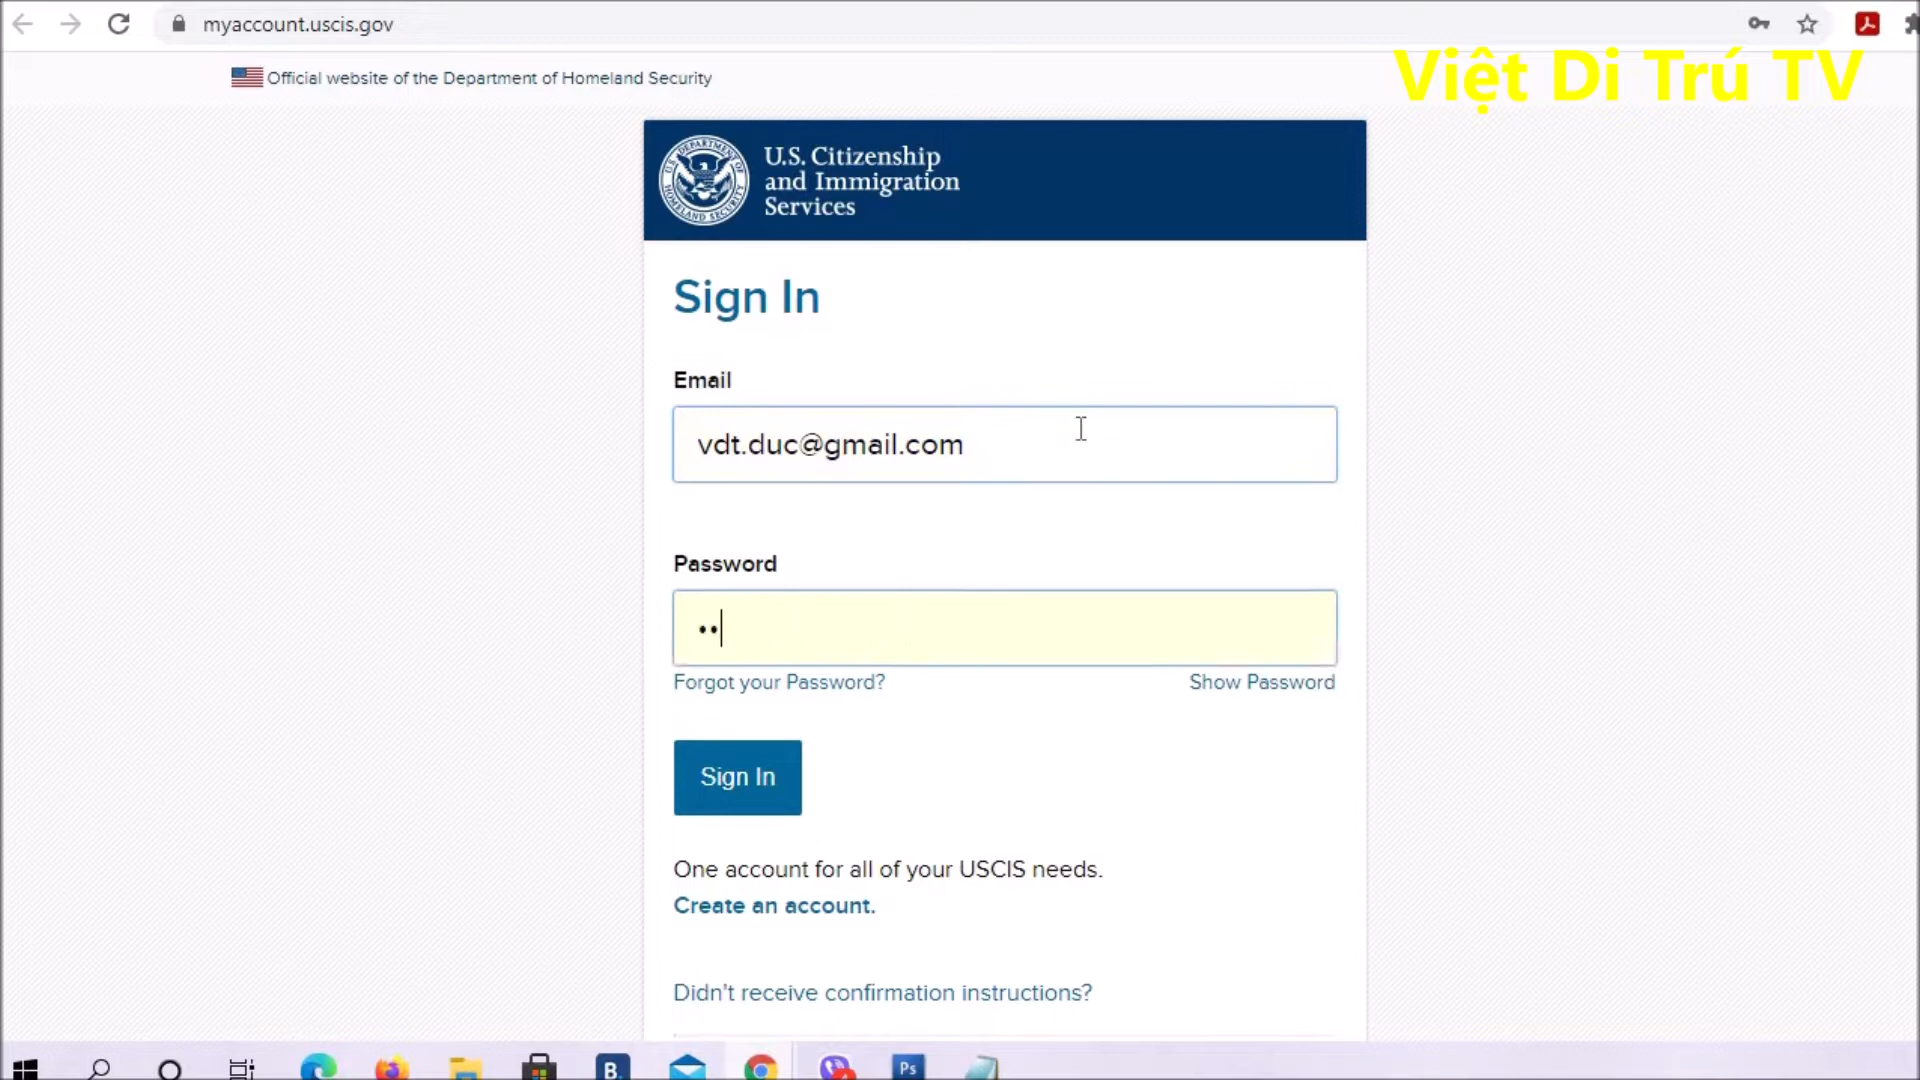 myaccount.uscis.gov
Official website of the Department of Homeland Security
Việt Di Trú TV
U.S. Citizenship
and Immigration
Services
Sign In
Email
vdt.duc@gmail.com
Password
••
Forgot your Password?
Show Password
Sign In
One account for all of your USCIS needs.
Create an account.
Didn't receive confirmation instructions?
B.
Ps